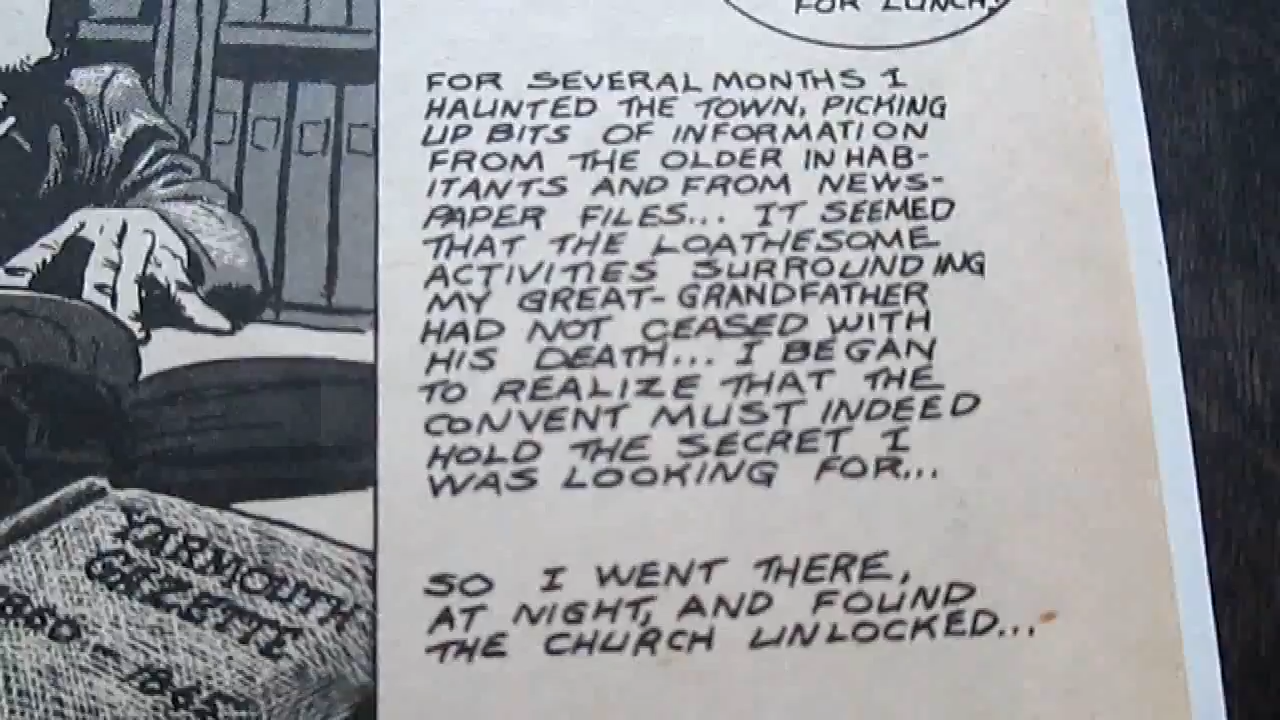 FOR LUNCH,
FOR SEVERAL MONTHS I
HAUNTED THE TOWN, PICKING
UP BITS OF INFORMATION
FROM THE OLDER INHAB-
ITANTS AND FROM NEWS-
PAPER FILES... IT SEEMED
THAT THE LOATHESOME
ACTIVITIES SURROUNDING
MY GREAT-GRANDFATHER
HAD NOT CEASED WITH
HIS DEATH... I BEGAN
TO REALIZE THAT THE
CONVENT MUST INDEED
HOLD THE SECRET I
WAS LOOKING FOR...
SO I WENT THERE,
AT NIGHT, AND FOUND
THE CHURCH UNLOCKED...
YARMOUTH
GAZETTE
1860-1865